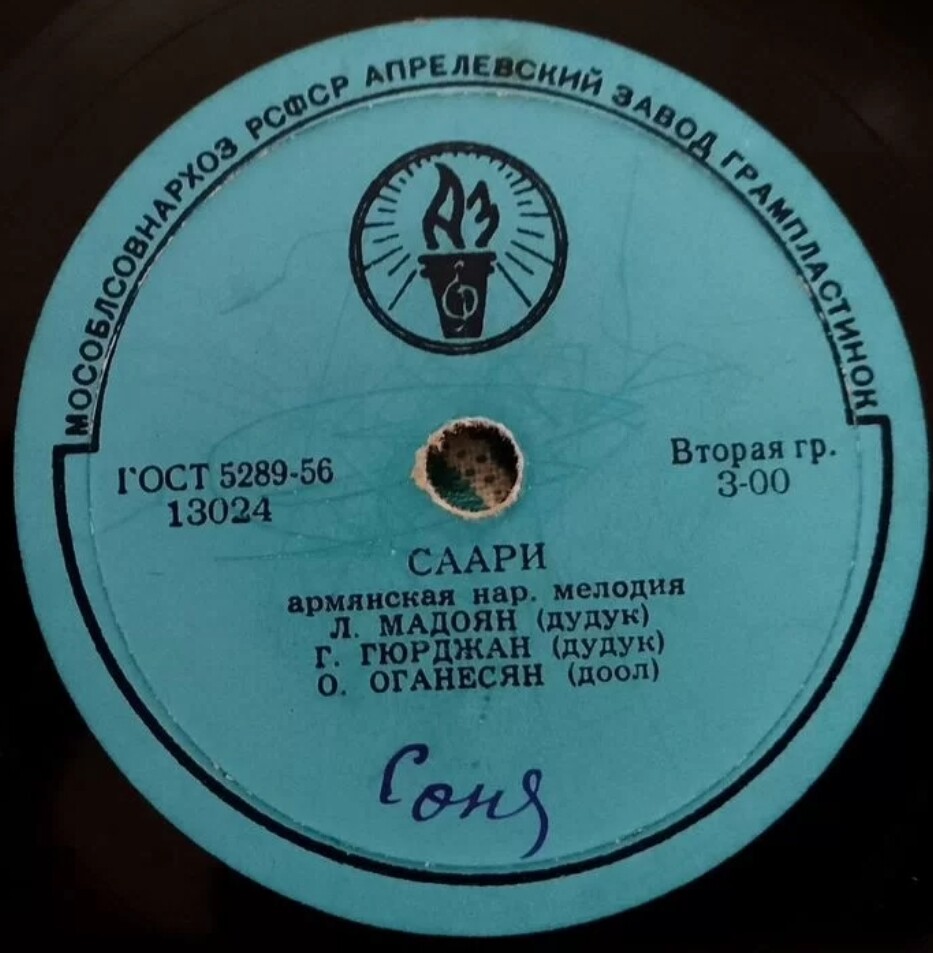 МОСОБЛСОВНАРХОЗ РСФСР АПРЕЛЕВСКИЙ ЗАВОД ГРАМПЛАСТИНОК
АЗ
ГОСТ 5289-56
13024
Вторая гр.
3-00
СААРИ
армянская нар. мелодия
Л. МАДОЯН (дудук)
Г. ГЮРДЖАН (дудук)
О. ОГАНЕСЯН (доол)
Соня